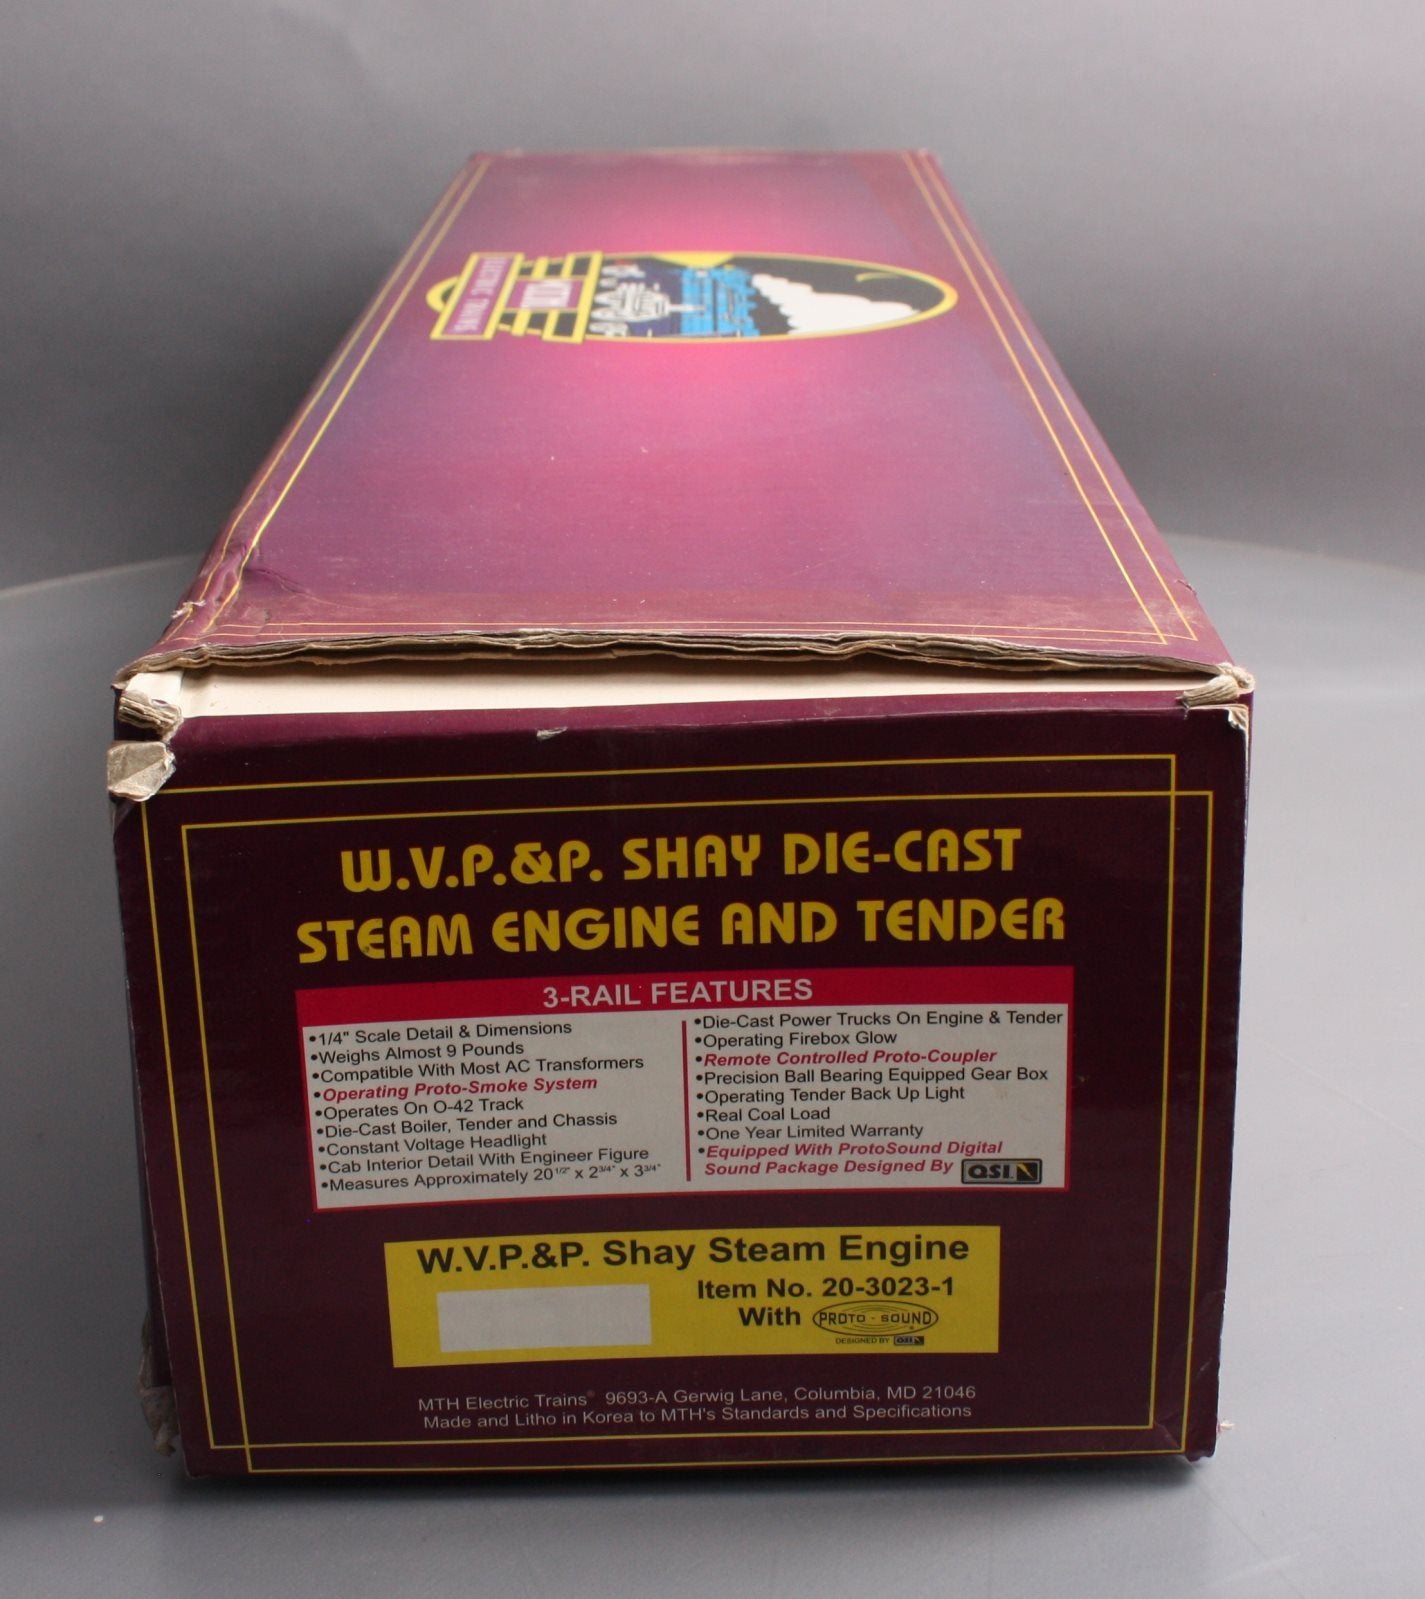 MTH
ELECTRIC TRAINS
W.V.P.&P. SHAY DIE-CAST
STEAM ENGINE AND TENDER
3-RAIL FEATURES
•1/4" Scale Detail & Dimensions
•Weighs Almost 9 Pounds
•Compatible With Most AC Transformers
•Operating Proto-Smoke System
•Operates On O-42 Track
•Die-Cast Boiler, Tender and Chassis
•Constant Voltage Headlight
•Cab Interior Detail With Engineer Figure
•Measures Approximately 20 1/2" x 2 3/4" x 3 3/4"
•Die-Cast Power Trucks On Engine & Tender
•Operating Firebox Glow
•Remote Controlled Proto-Coupler
•Precision Ball Bearing Equipped Gear Box
•Operating Tender Back Up Light
•Real Coal Load
•One Year Limited Warranty
•Equipped With ProtoSound Digital
Sound Package Designed By QSI
W.V.P.&P. Shay Steam Engine
Item No. 20-3023-1
With PROTO-SOUND
DESIGNED BY QSI
MTH Electric Trains® 9693-A Gerwig Lane, Columbia, MD 21046
Made and Litho in Korea to MTH's Standards and Specifications